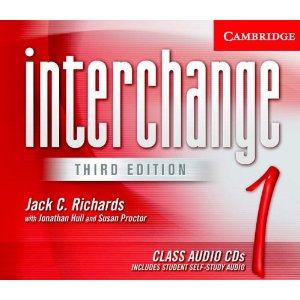 CAMBRIDGE
interchange
THIRD EDITION
1
Jack C. Richards
with Jonathan Hull and Susan Proctor
CLASS AUDIO CDs
INCLUDES STUDENT SELF-STUDY AUDIO